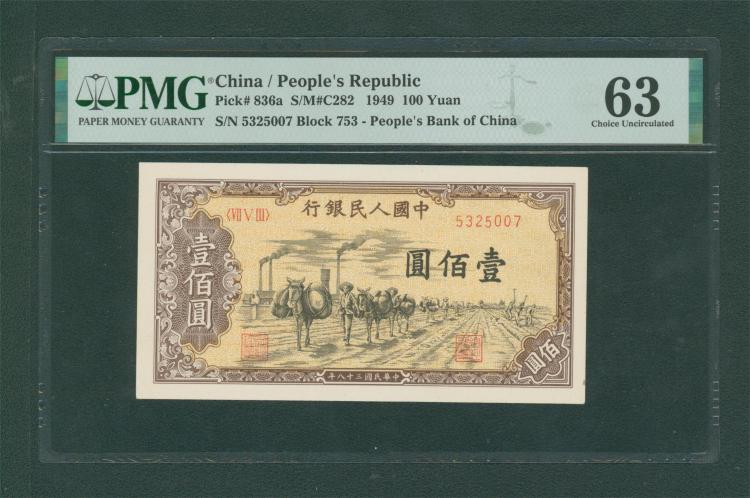 PMG®
PAPER MONEY GUARANTY
China / People's Republic
Pick# 836a S/M#C282 1949 100 Yuan
S/N 5325007 Block 753 - People's Bank of China
63
Choice Uncirculated
行銀民人國中
〈VII V III〉
5325007
壹佰圓
圓佰壹
佰圓
年八十三國民華中